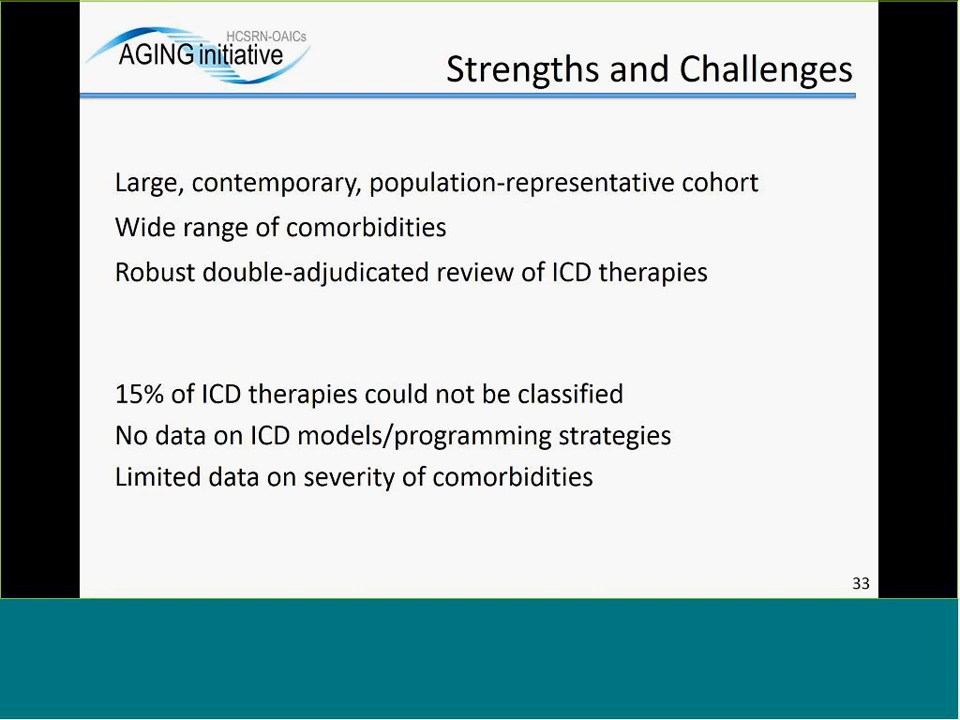 HCSRN-OAICs
AGING initiative
Strengths and Challenges
Large, contemporary, population-representative cohort
Wide range of comorbidities
Robust double-adjudicated review of ICD therapies
15% of ICD therapies could not be classified
No data on ICD models/programming strategies
Limited data on severity of comorbidities
33